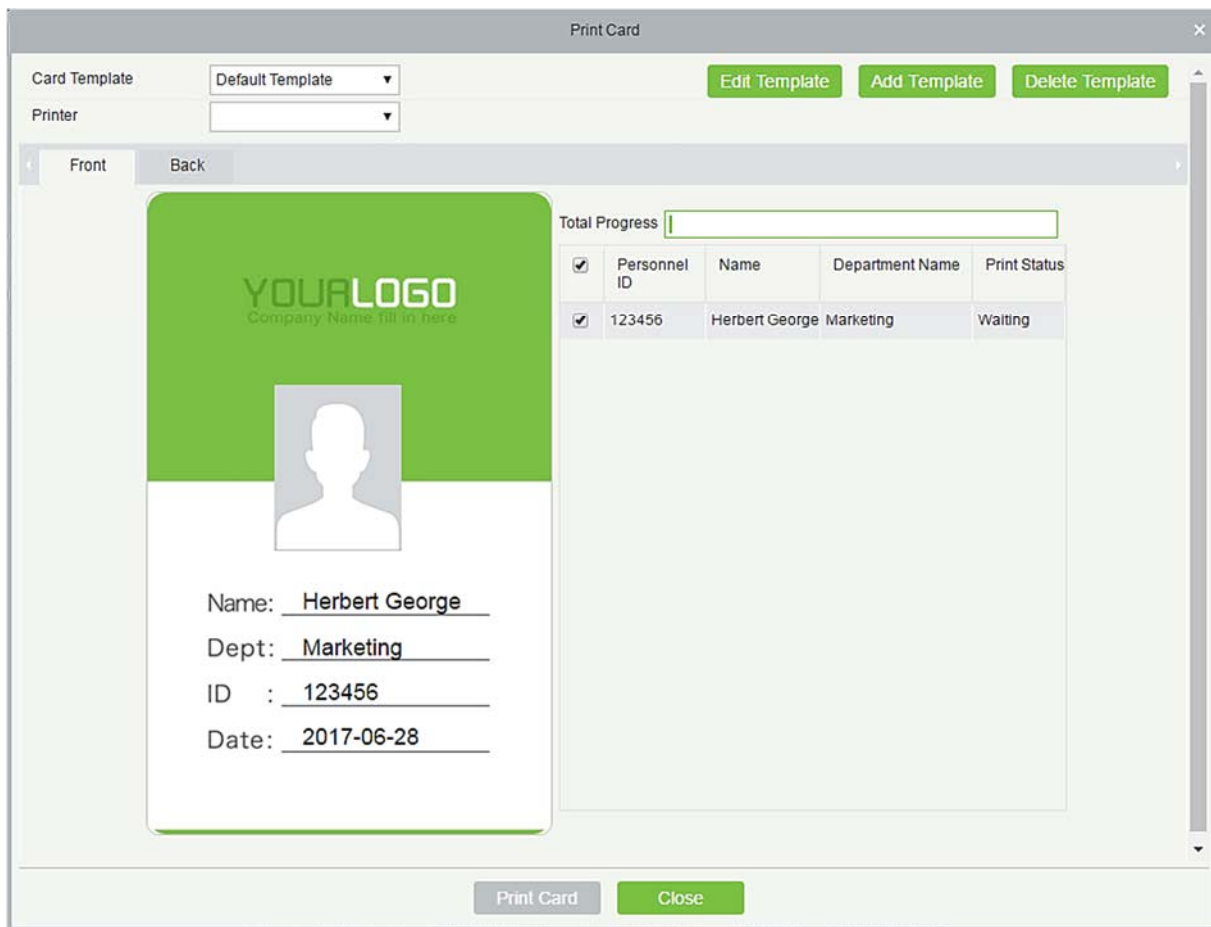 Print Card
Card Template Default Template
Edit Template Add Template Delete Template
Printer
Front Back
YOURLOGO
Company Name fill in here
Name: Herbert George
Dept: Marketing
ID : 123456
Date: 2017-06-28
Total Progress
Personnel ID Name Department Name Print Status
123456 Herbert George Marketing Waiting
Print Card Close